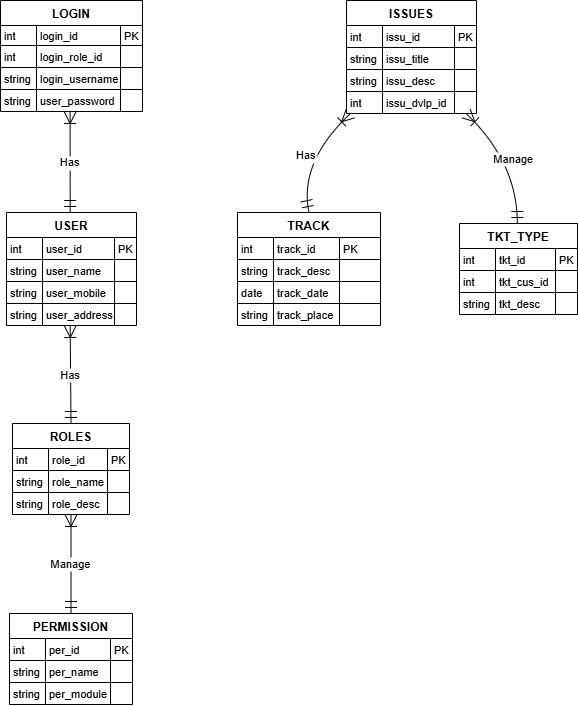 LOGIN
int login_id PK
int login_role_id
string login_username
string user_password
Has
USER
int user_id PK
string user_name
string user_mobile
string user_address
Has
ROLES
int role_id PK
string role_name
string role_desc
Manage
PERMISSION
int per_id PK
string per_name
string per_module
ISSUES
int issu_id PK
string issu_title
string issu_desc
int issu_dvlp_id
Has
Manage
TRACK
int track_id PK
string track_desc
date track_date
string track_place
TKT_TYPE
int tkt_id PK
int tkt_cus_id
string tkt_desc